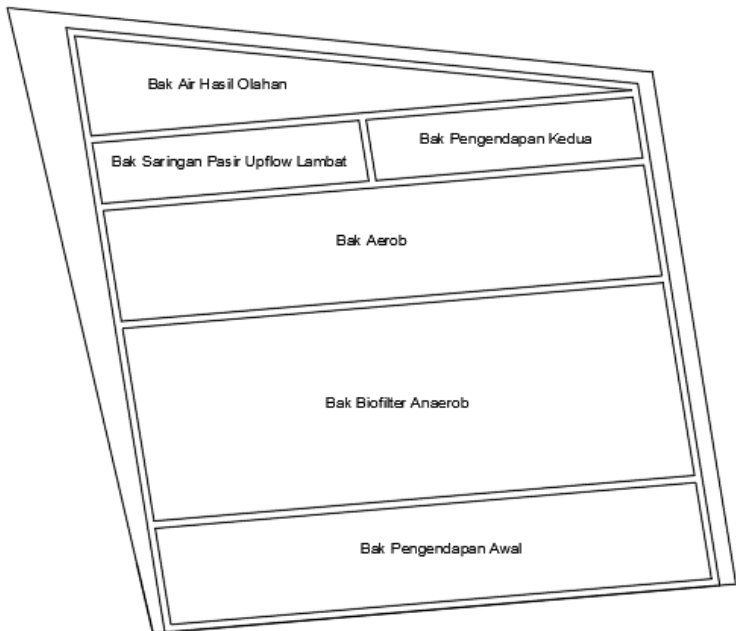 Bak Air Hasil Olahan
Bak Saringan Pasir Upflow Lambat
Bak Pengendapan Kedua
Bak Aerob
Bak Biofilter Anaerob
Bak Pengendapan Awal